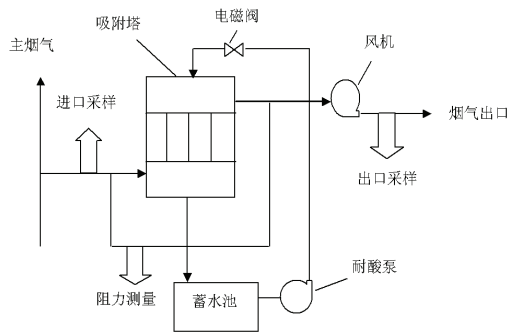 电磁阀
吸附塔
主烟气
风机
进口采样
烟气出口
出口采样
耐酸泵
阻力测量
蓄水池